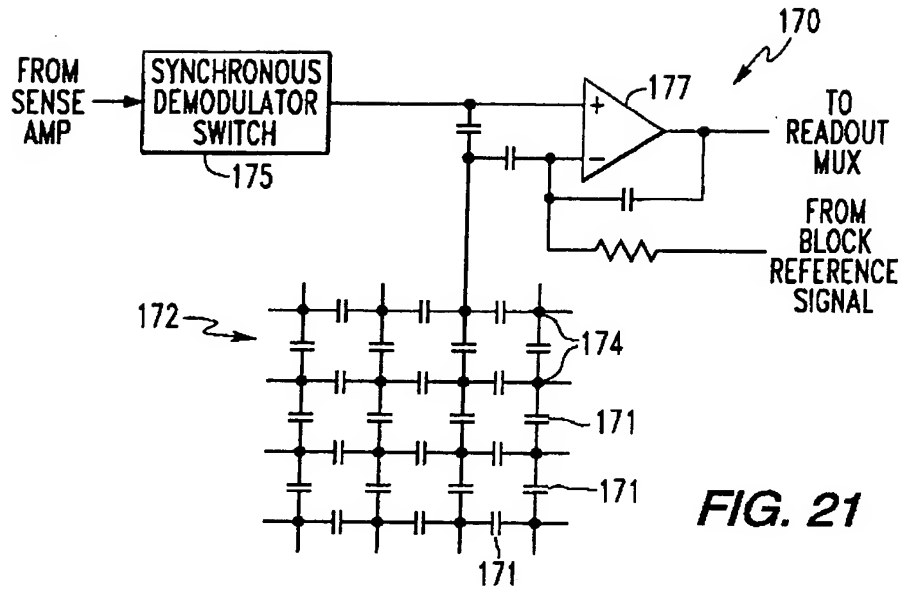 170
FROM
SENSE
AMP
SYNCHRONOUS
DEMODULATOR
SWITCH
175
+
−
177
TO
READOUT
MUX
FROM
BLOCK
REFERENCE
SIGNAL
172
174
171
171
171
FIG. 21